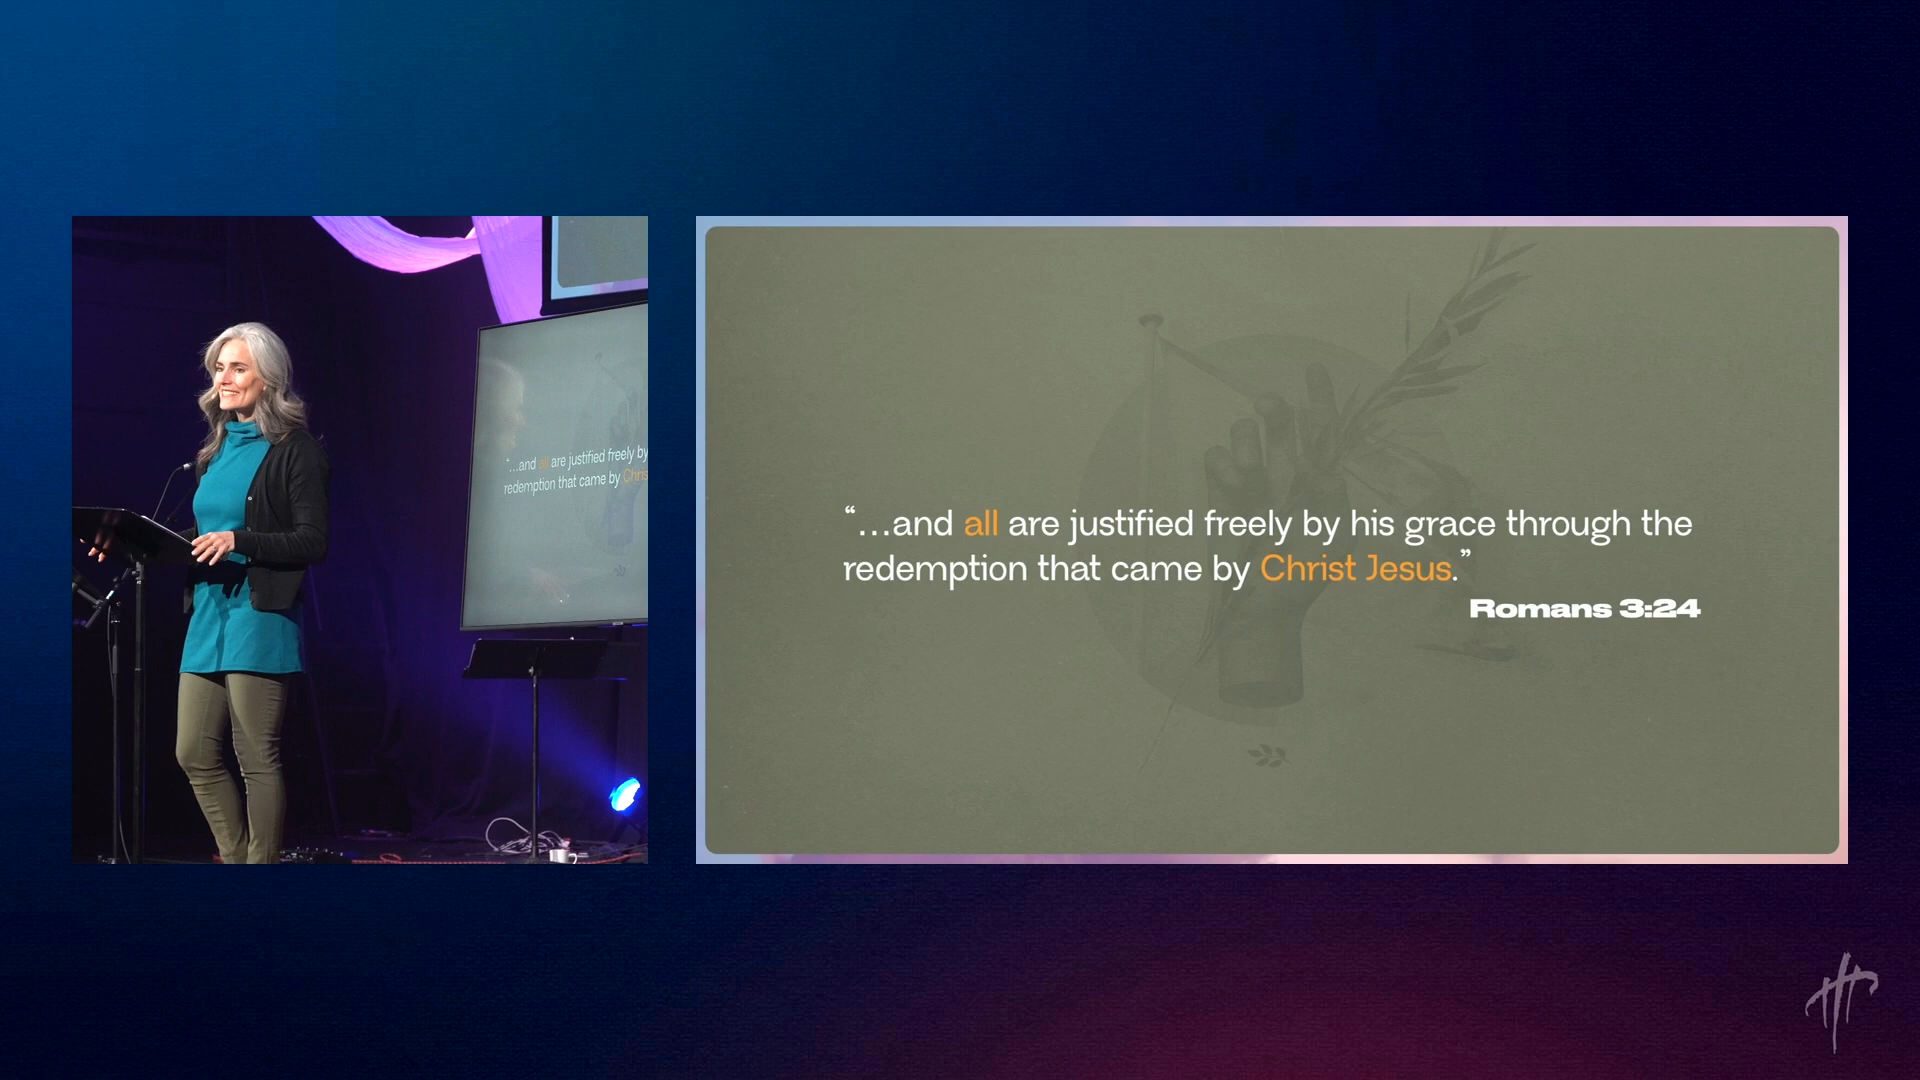 “…and all are justified freely by
redemption that came by Chris
“…and all are justified freely by his grace through the
redemption that came by Christ Jesus.”
Romans 3:24